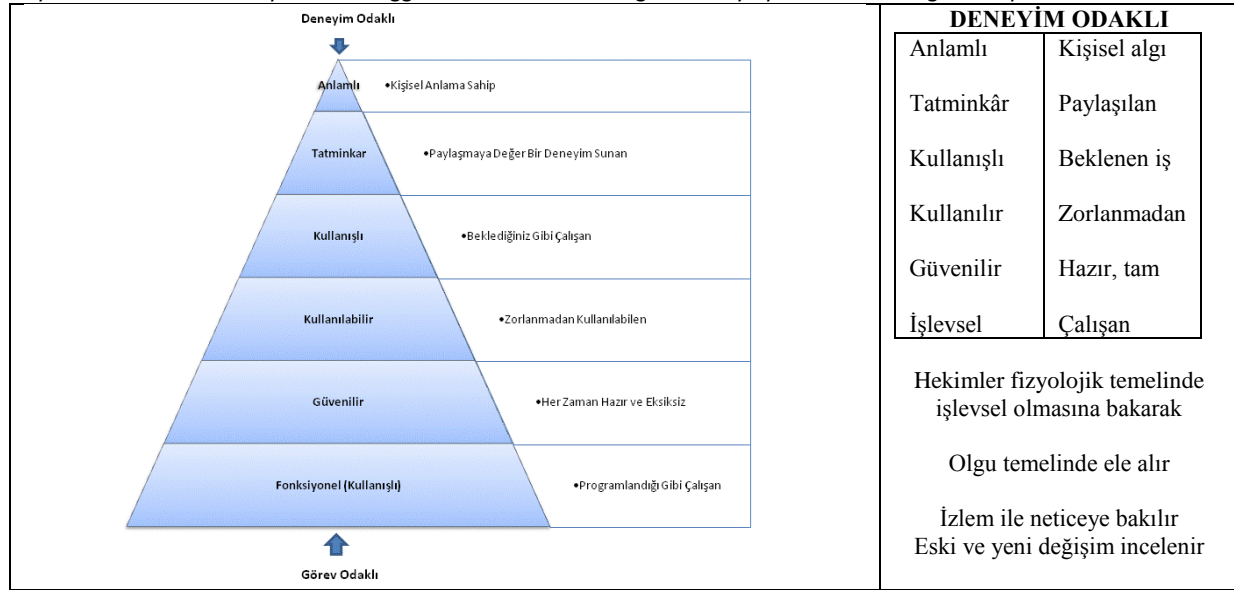 Deneyim Odaklı
Anlamlı
•Kişisel Anlama Sahip
Tatminkar
•Paylaşmaya Değer Bir Deneyim Sunan
Kullanışlı
•Beklediğiniz Gibi Çalışan
Kullanılabilir
•Zorlanmadan Kullanılabilen
Güvenilir
•Her Zaman Hazır ve Eksiksiz
Fonksiyonel (Kullanışlı)
•Programlandığı Gibi Çalışan
Görev Odaklı
DENEYİM ODAKLI
Anlamlı Kişisel algı
Tatminkâr Paylaşılan
Kullanışlı Beklenen iş
Kullanılır Zorlanmadan
Güvenilir Hazır, tam
İşlevsel Çalışan
Hekimler fizyolojik temelinde
işlevsel olmasına bakarak
Olgu temelinde ele alır
İzlem ile neticeye bakılır
Eski ve yeni değişim incelenir